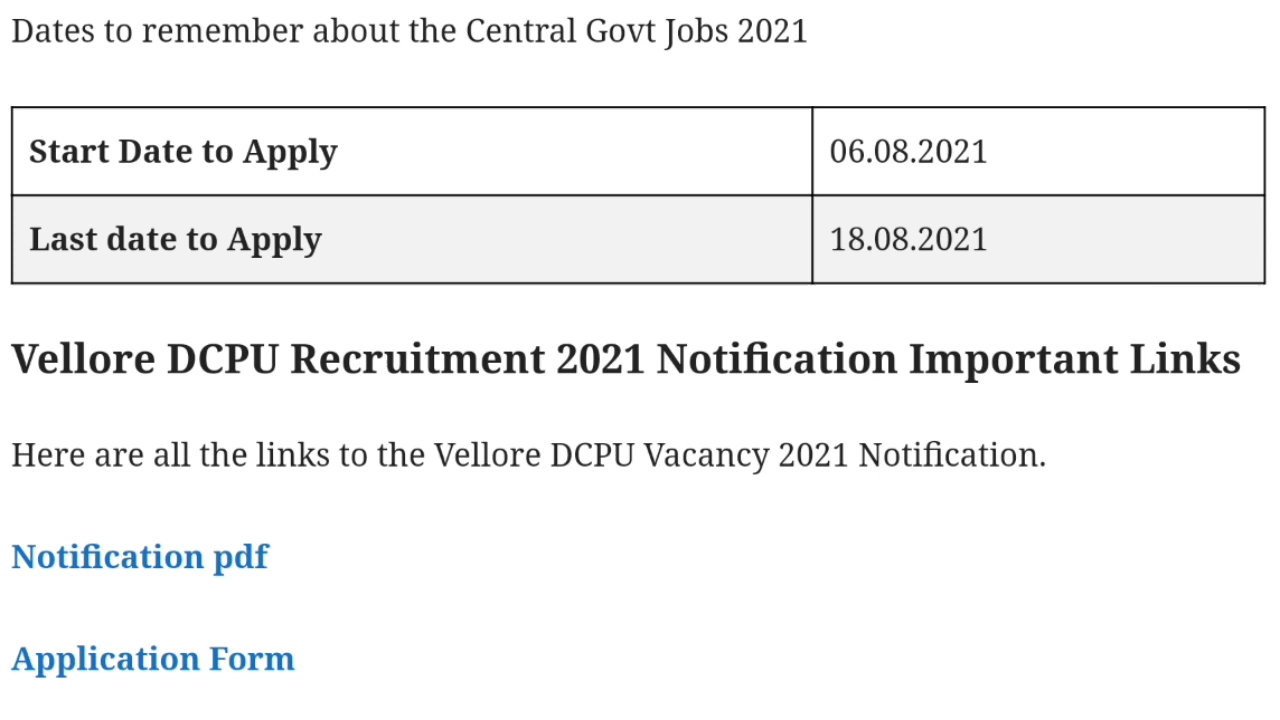 Dates to remember about the Central Govt Jobs 2021
Start Date to Apply 06.08.2021
Last date to Apply 18.08.2021
Vellore DCPU Recruitment 2021 Notification Important Links
Here are all the links to the Vellore DCPU Vacancy 2021 Notification.
Notification pdf
Application Form